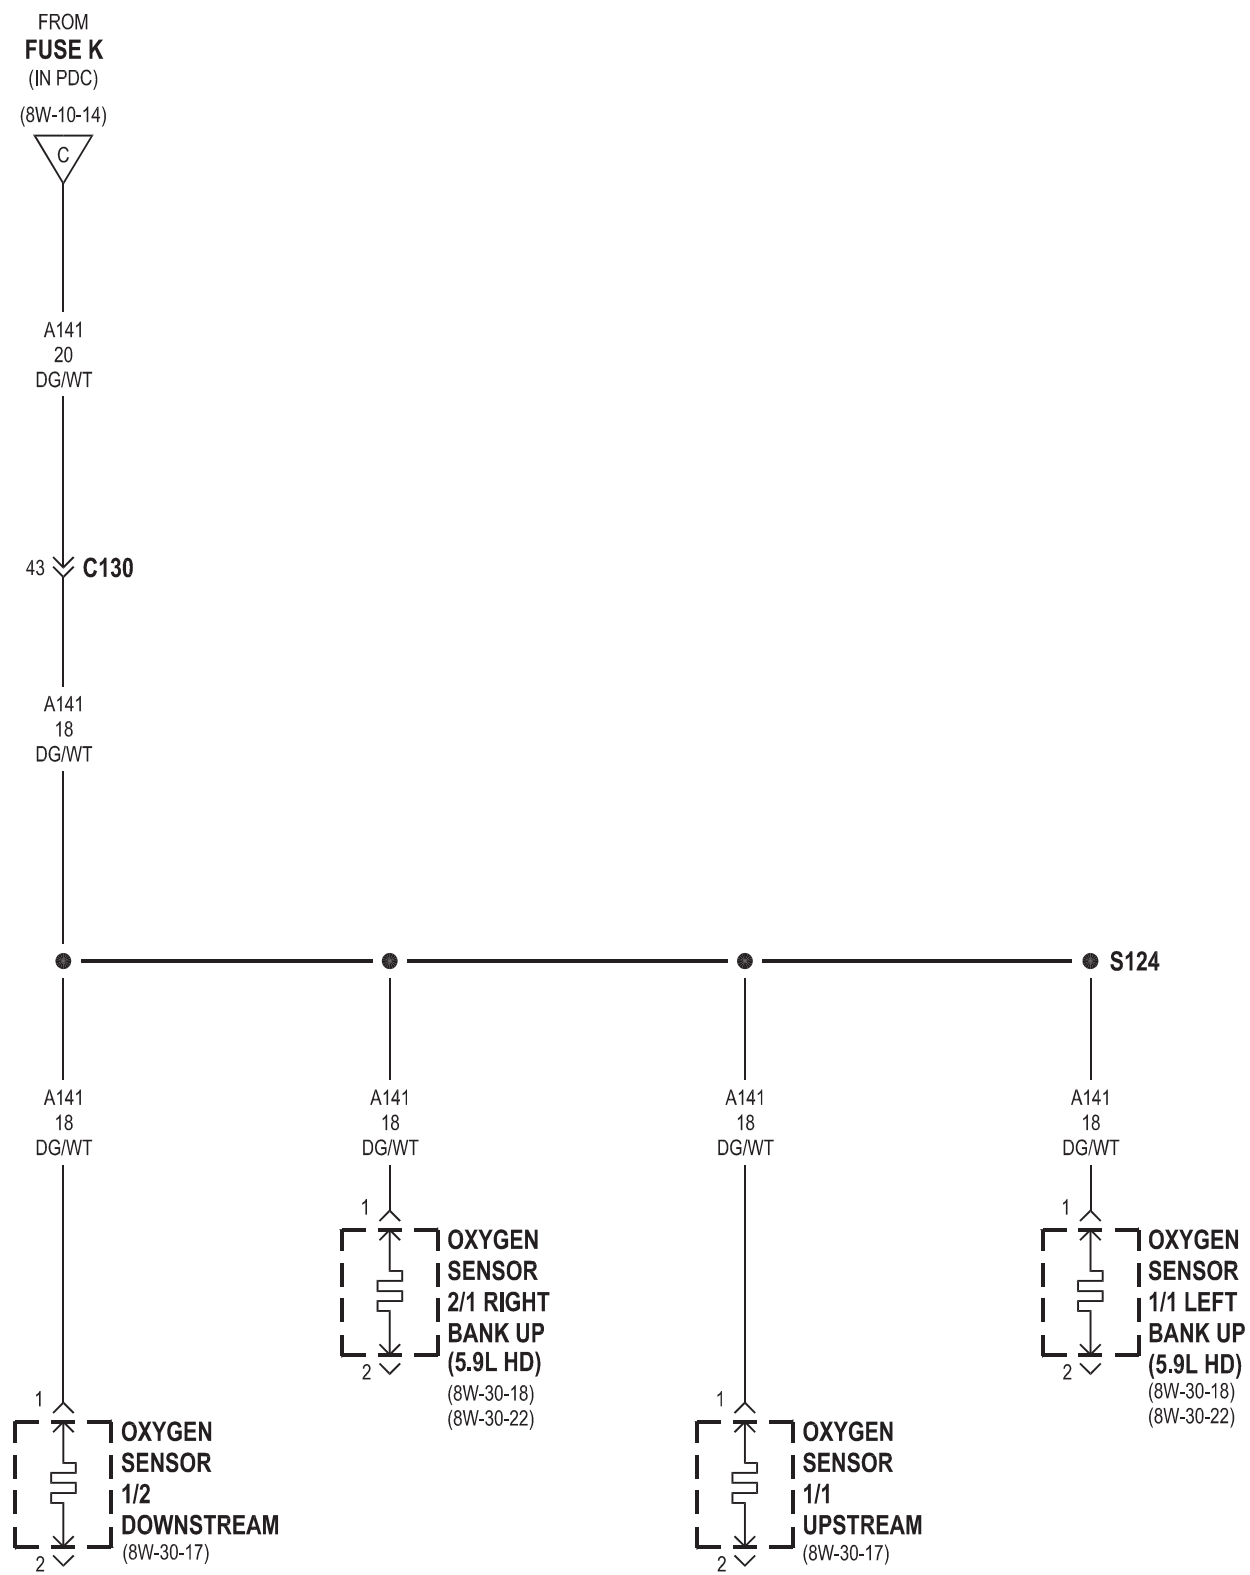 FROM
FUSE K
(IN PDC)
(8W-10-14)
C
A141
20
DG/WT
43
C130
A141
18
DG/WT
S124
A141
18
DG/WT
A141
18
DG/WT
A141
18
DG/WT
A141
18
DG/WT
1
OXYGEN
SENSOR
2/1 RIGHT
BANK UP
(5.9L HD)
(8W-30-18)
(8W-30-22)
2
1
OXYGEN
SENSOR
1/1 LEFT
BANK UP
(5.9L HD)
(8W-30-18)
(8W-30-22)
2
1
OXYGEN
SENSOR
1/2
DOWNSTREAM
(8W-30-17)
2
1
OXYGEN
SENSOR
1/1
UPSTREAM
(8W-30-17)
2